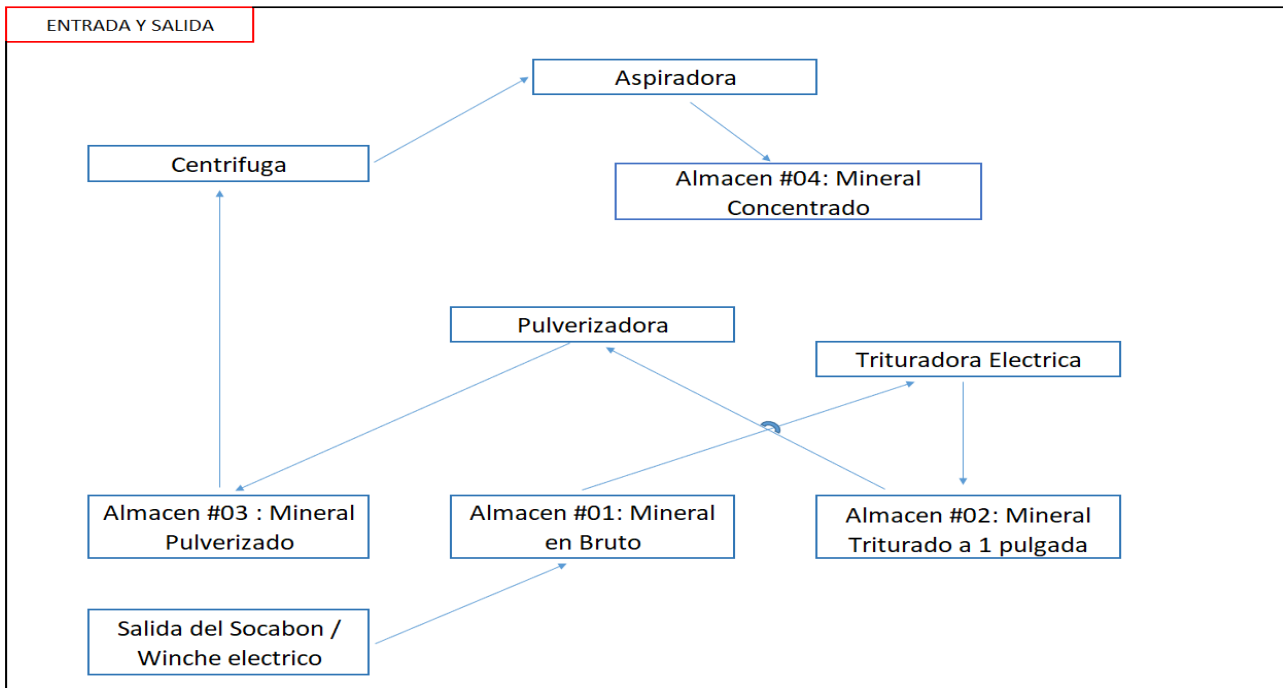 ENTRADA Y SALIDA
Aspiradora
Centrifuga
Almacen #04: Mineral
Concentrado
Pulverizadora
Trituradora Electrica
Almacen #03 : Mineral
Pulverizado
Almacen #01: Mineral
en Bruto
Almacen #02: Mineral
Triturado a 1 pulgada
Salida del Socabon /
Winche electrico